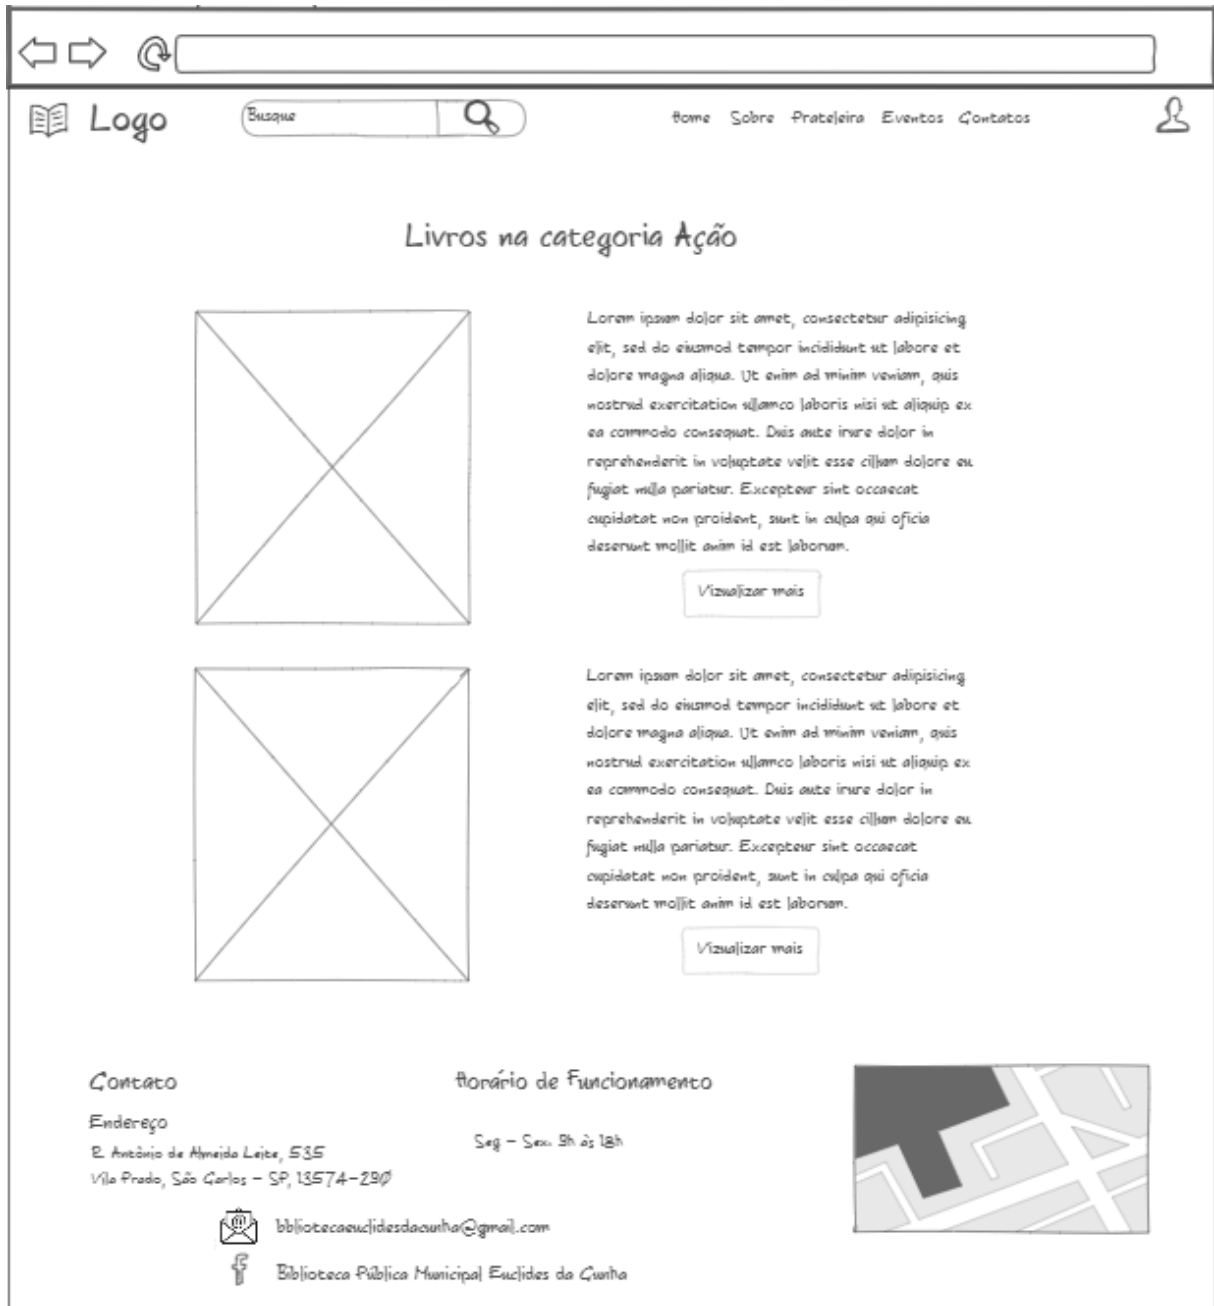 Logo
Busque
Home Sobre Prateleira Eventos Contatos
Livros na categoria Ação
Lorem ipsum dolor sit amet, consectetur adipisicing
elit, sed do eiusmod tempor incididunt ut labore et
dolore magna aliqua. Ut enim ad minim veniam, quis
nostrud exercitation ullamco laboris nisi ut aliquip ex
ea commodo consequat. Duis aute irure dolor in
reprehenderit in voluptate velit esse cillum dolore eu
fugiat nulla pariatur. Excepteur sint occaecat
cupidatat non proident, sunt in culpa qui oficia
deserunt mollit anim id est laborum.
Vizualizar mais
Lorem ipsum dolor sit amet, consectetur adipisicing
elit, sed do eiusmod tempor incididunt ut labore et
dolore magna aliqua. Ut enim ad minim veniam, quis
nostrud exercitation ullamco laboris nisi ut aliquip ex
ea commodo consequat. Duis aute irure dolor in
reprehenderit in voluptate velit esse cillum dolore eu
fugiat nulla pariatur. Excepteur sint occaecat
cupidatat non proident, sunt in culpa qui oficia
deserunt mollit anim id est laborum.
Vizualizar mais
Contato
Endereço
R. Antônio de Almeida Leite, 535
Vila Prado, São Carlos - SP, 13574-290
bbliotecaeuclidesdacunha@gmail.com
Biblioteca Pública Municipal Euclides da Cunha
Horário de Funcionamento
Seg - Sex. 9h às 18h